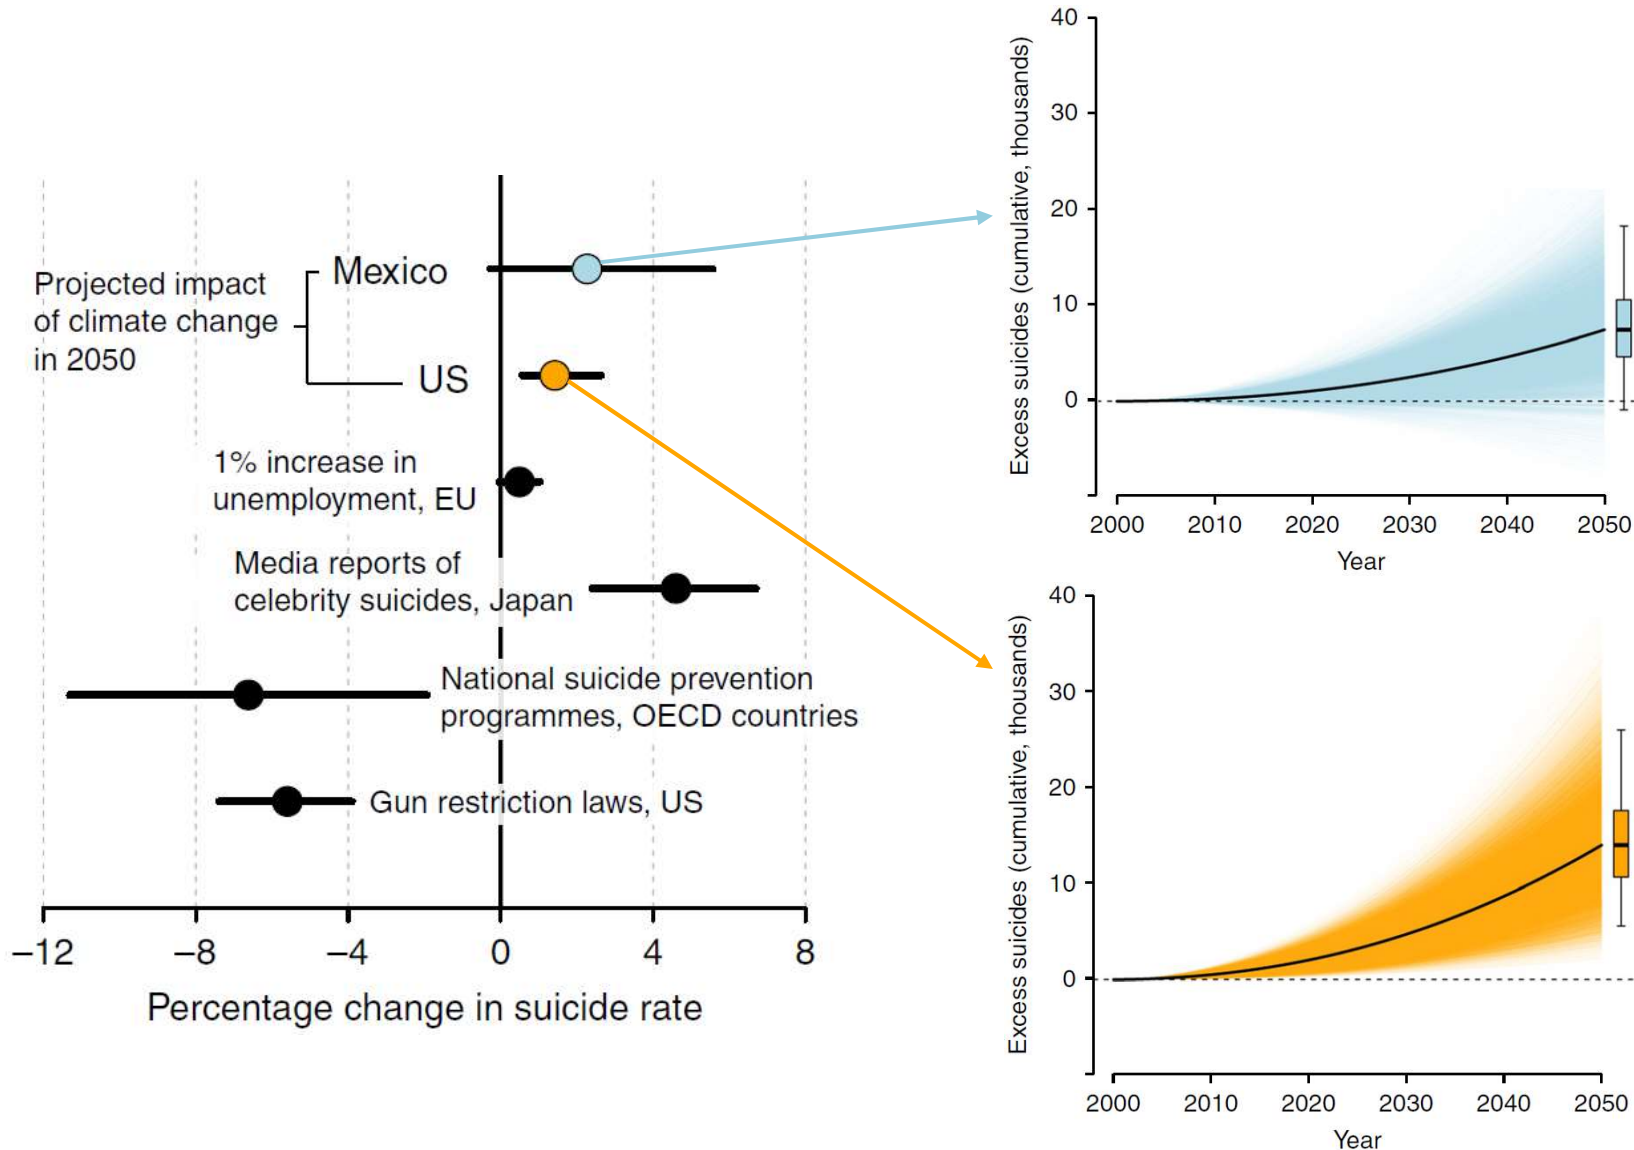 Projected impact
of climate change
in 2050
Mexico
US
1% increase in
unemployment, EU
Media reports of
celebrity suicides, Japan
National suicide prevention
programmes, OECD countries
Gun restriction laws, US
−12 −8 −4 0 4 8
Percentage change in suicide rate
Excess suicides (cumulative, thousands)
40
30
20
10
0
2000 2010 2020 2030 2040 2050
Year
Excess suicides (cumulative, thousands)
40
30
20
10
0
2000 2010 2020 2030 2040 2050
Year